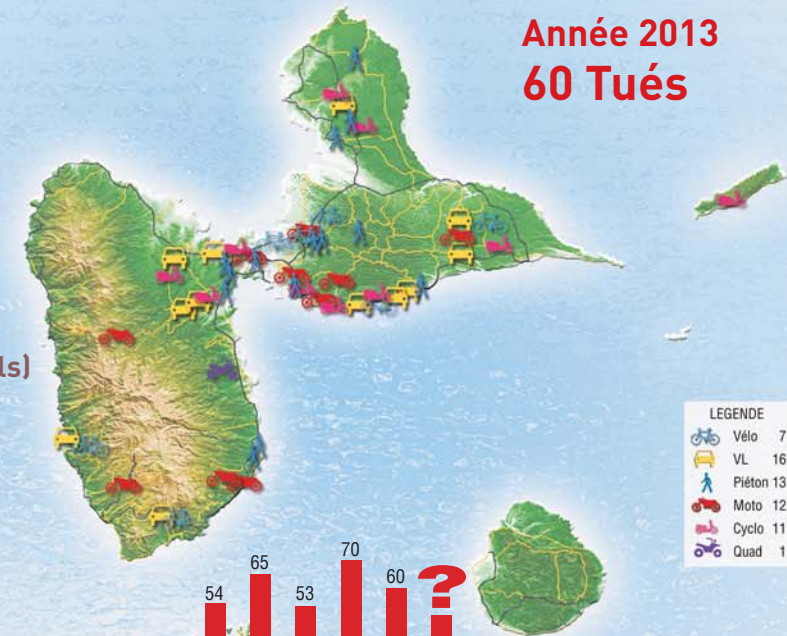 Année 2013
60 Tués
ls)
LEGENDE
Vélo 7
VL 16
Piéton 13
Moto 12
Cyclo 11
Quad 1
54
65
53
70
60
?